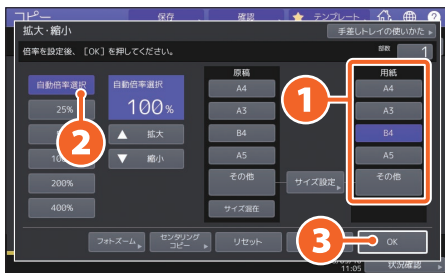 コピー 保存 確認 テンプレート
拡大・縮小 手差しトレイの使いかた
倍率を設定後、[OK]を押してください。 部数 1
自動倍率選択 自動倍率選択 原稿 用紙
100% A4 A4
25% A3 A3
拡大 B4 B4
縮小 A5 A5
200% その他 サイズ設定 その他
400% サイズ混在
フォトズーム センタリングコピー リセット OK
11:05 状況確認
1
2
3